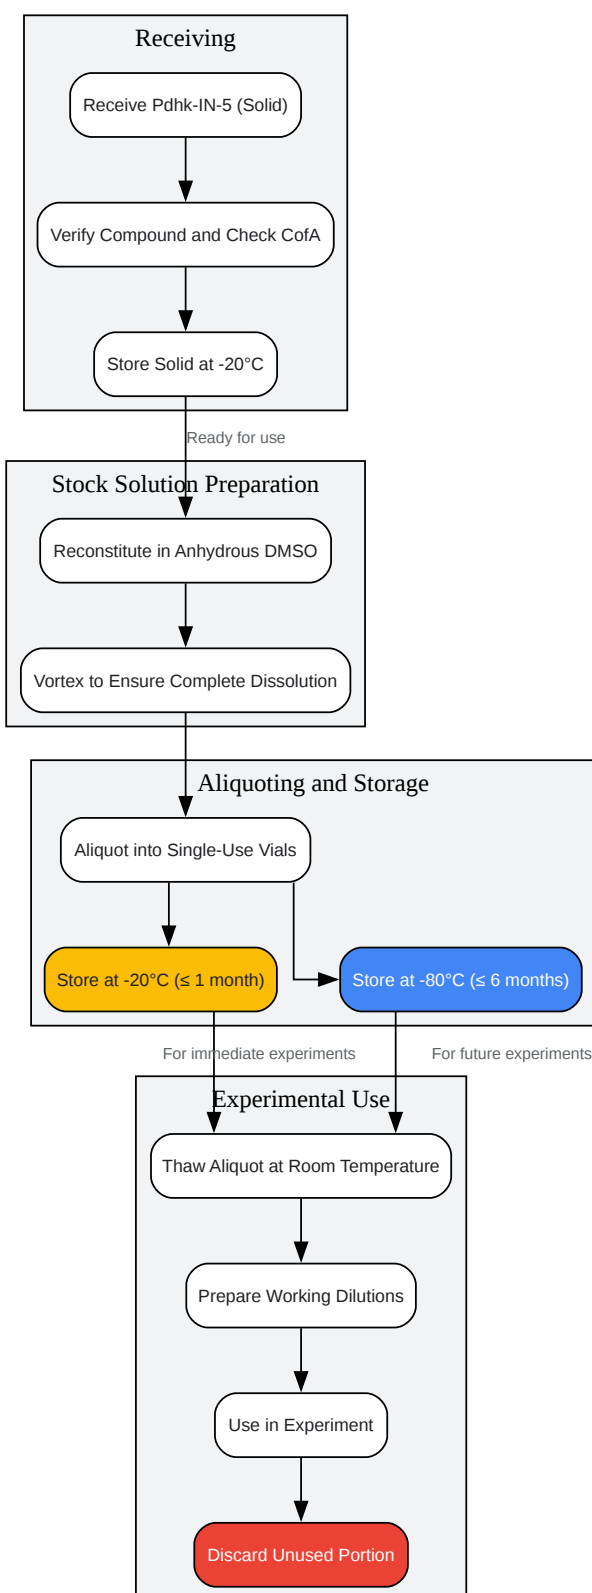 Receiving
Receive Pdhk-IN-5 (Solid)
Verify Compound and Check CofA
Store Solid at -20°C
Ready for use
Stock Solution Preparation
Reconstitute in Anhydrous DMSO
Vortex to Ensure Complete Dissolution
Aliquoting and Storage
Aliquot into Single-Use Vials
Store at -20°C (≤ 1 month)
Store at -80°C (≤ 6 months)
For immediate experiments
For future experiments
Experimental Use
Thaw Aliquot at Room Temperature
Prepare Working Dilutions
Use in Experiment
Discard Unused Portion